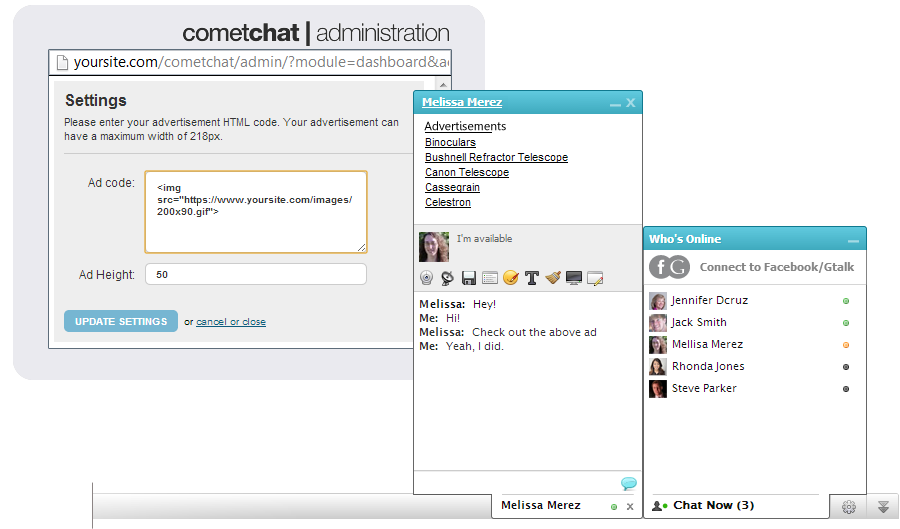 cometchat | administration
yoursite.com/cometchat/admin/?module=dashboard&ac
Settings
Please enter your advertisement HTML code. Your advertisement can
have a maximum width of 218px.
Ad code:
<img
src="https://www.yoursite.com/images/
200x90.gif">
Ad Height:
50
UPDATE SETTINGS or cancel or close
Melissa Merez
Advertisements
Binoculars
Bushnell Refractor Telescope
Canon Telescope
Cassegrain
Celestron
I'm available
Melissa: Hey!
Me: Hi!
Melissa: Check out the above ad
Me: Yeah, I did.
Melissa Merez x
Who's Online
f G Connect to Facebook/Gtalk
Jennifer Dcruz
Jack Smith
Mellisa Merez
Rhonda Jones
Steve Parker
Chat Now (3)